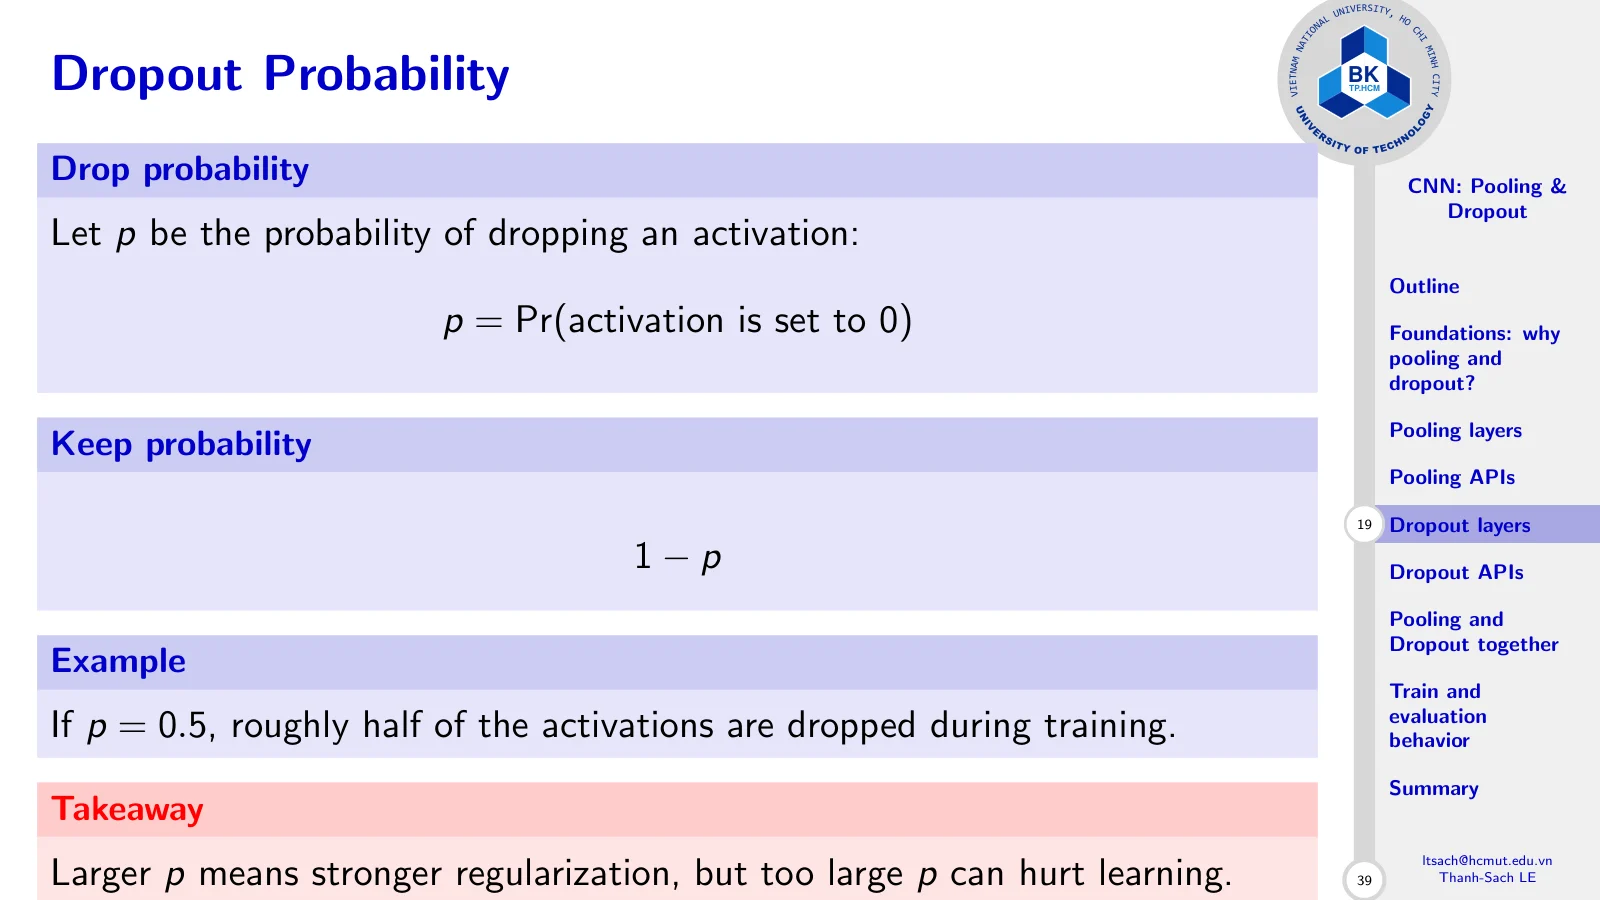 Dropout Probability
Drop probability
Let p be the probability of dropping an activation:
p = Pr(activation is set to 0)
Keep probability
1 − p
Example
If p = 0.5, roughly half of the activations are dropped during training.
Takeaway
Larger p means stronger regularization, but too large p can hurt learning.
VIETNAM NATIONAL UNIVERSITY, HO CHI MINH CITY
BK
TP.HCM
UNIVERSITY OF TECHNOLOGY
CNN: Pooling &
Dropout
Outline
Foundations: why
pooling and
dropout?
Pooling layers
Pooling APIs
19
Dropout layers
Dropout APIs
Pooling and
Dropout together
Train and
evaluation
behavior
Summary
ltsach@hcmut.edu.vn
Thanh-Sach LE
39